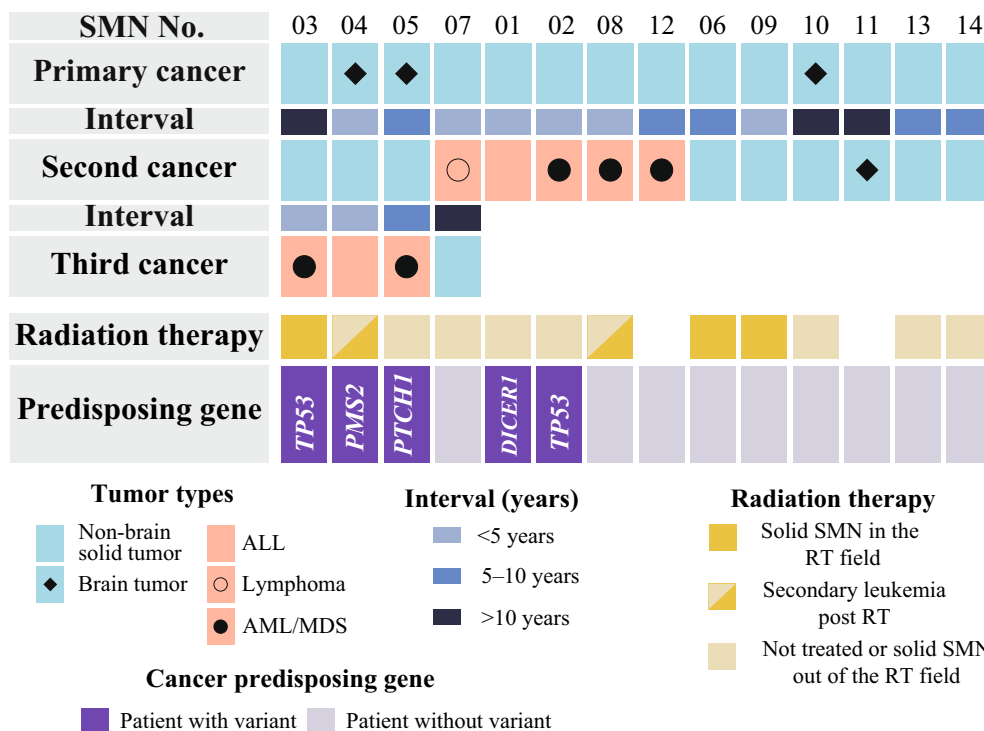 SMN No. 03 04 05 07 01 02 08 12 06 09 10 11 13 14
Primary cancer
Interval
Second cancer
Interval
Third cancer
Radiation therapy
Predisposing gene TP53 PMS2 PTCH1 DICER1 TP53
Tumor types
Non-brain
solid tumor
Brain tumor
ALL
Lymphoma
AML/MDS
Interval (years)
<5 years
5–10 years
>10 years
Radiation therapy
Solid SMN in the
RT field
Secondary leukemia
post RT
Not treated or solid SMN
out of the RT field
Cancer predisposing gene
Patient with variant Patient without variant